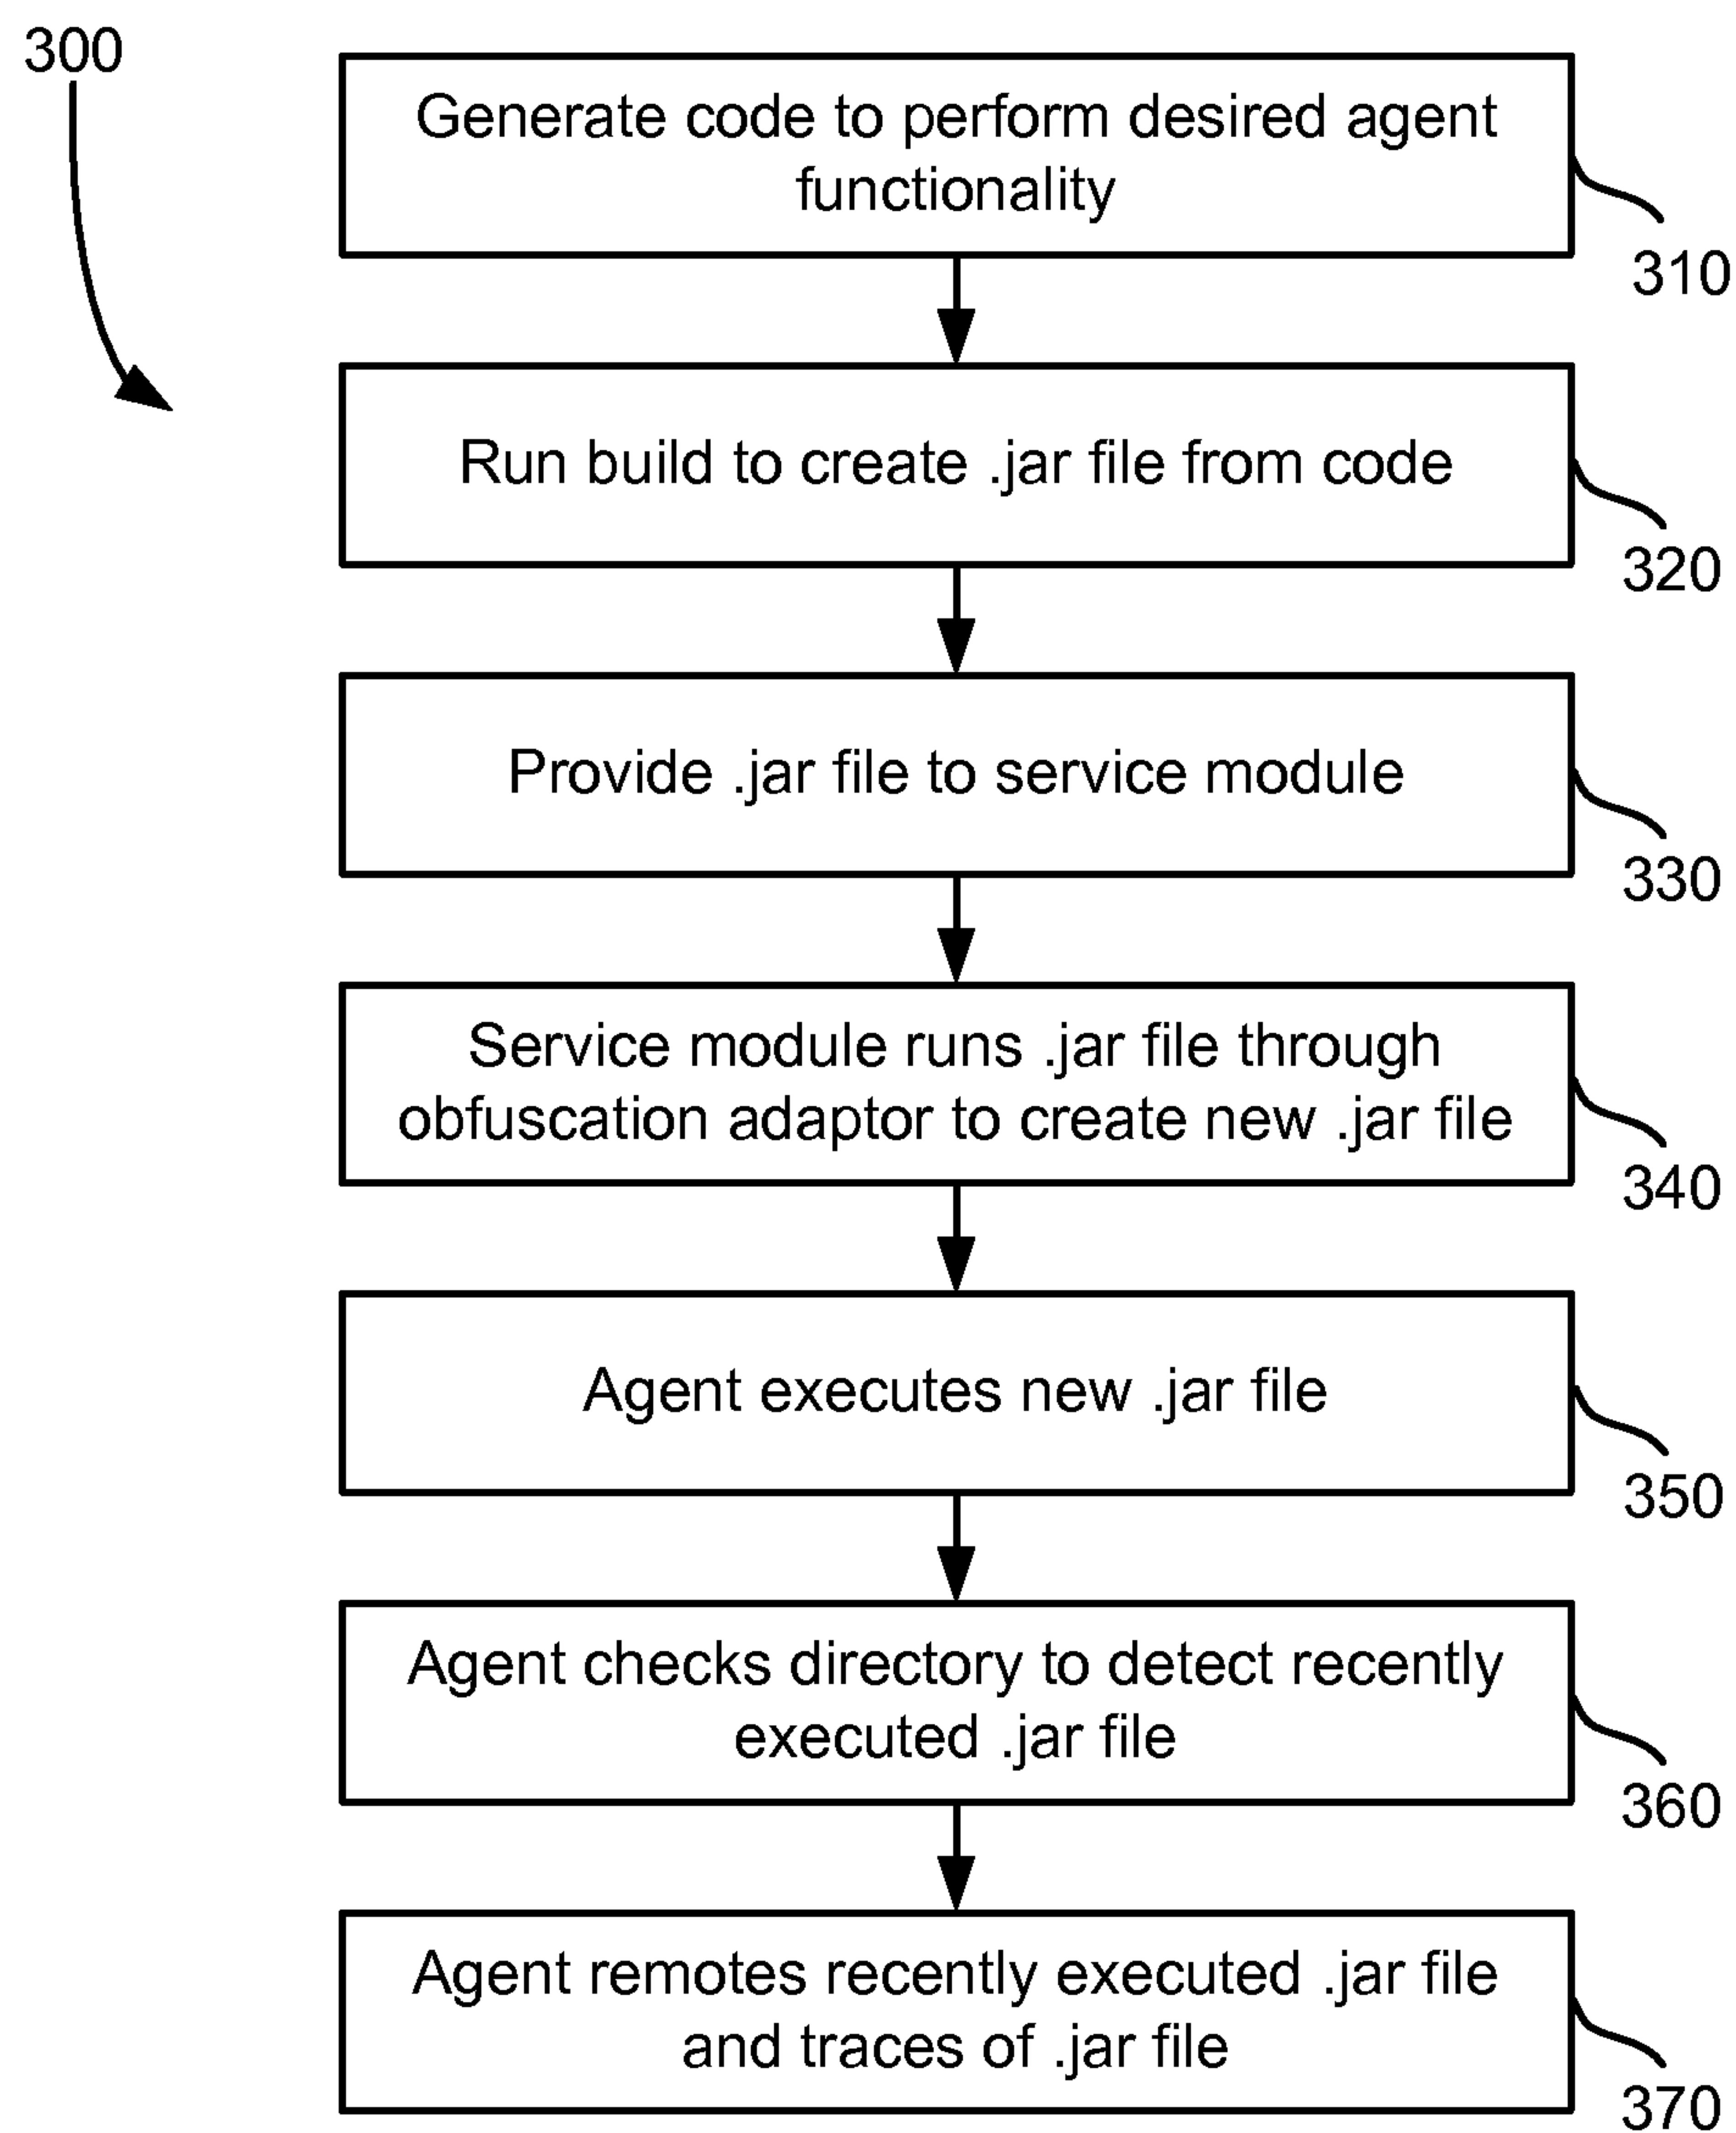 300
Generate code to perform desired agent
functionality
310
Run build to create .jar file from code
320
Provide .jar file to service module
330
Service module runs .jar file through
obfuscation adaptor to create new .jar file
340
Agent executes new .jar file
350
Agent checks directory to detect recently
executed .jar file
360
Agent remotes recently executed .jar file
and traces of .jar file
370